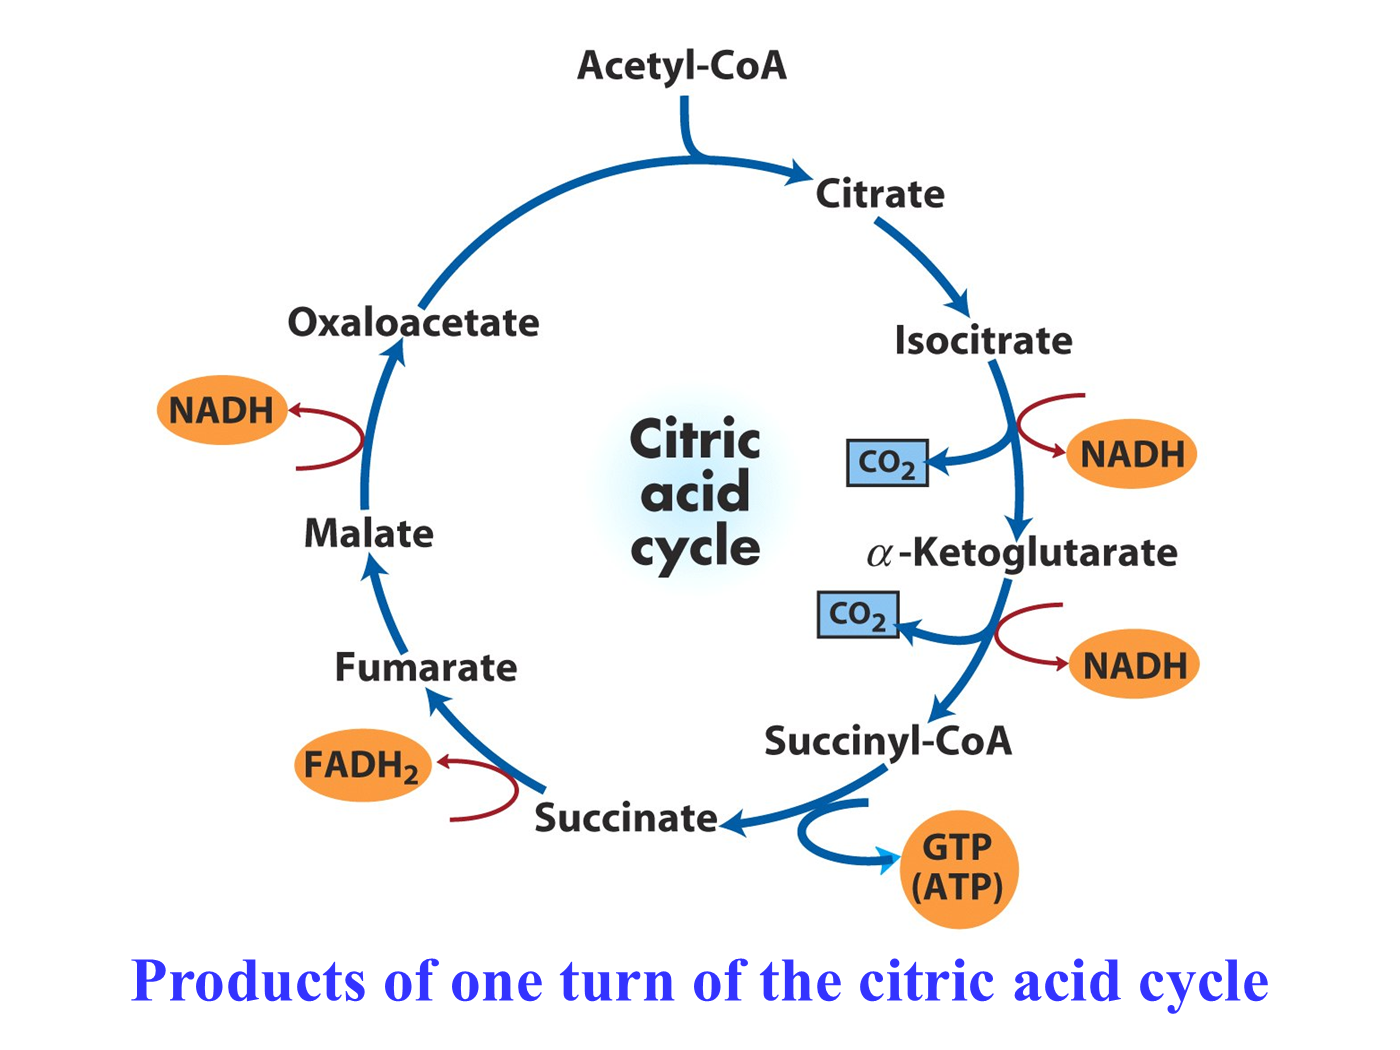 Acetyl-CoA
Citrate
Oxaloacetate
Isocitrate
NADH
Citric
acid
cycle
CO₂
NADH
Malate
α-Ketoglutarate
CO₂
NADH
Fumarate
Succinyl-CoA
FADH₂
Succinate
GTP
(ATP)
Products of one turn of the citric acid cycle